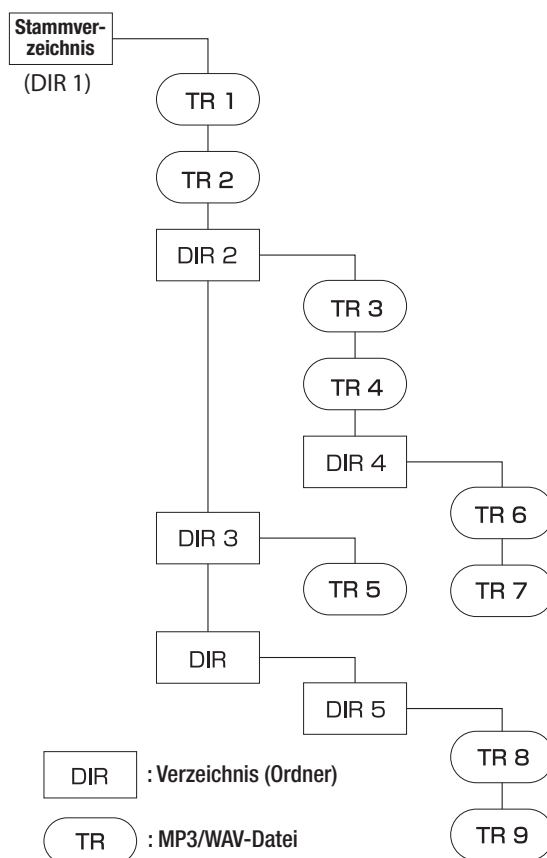 Stammver-
zeichnis
(DIR 1)
TR 1
TR 2
DIR 2
TR 3
TR 4
DIR 4
TR 6
DIR 3
TR 5
TR 7
DIR
DIR 5
TR 8
DIR : Verzeichnis (Ordner)
TR : MP3/WAV-Datei
TR 9